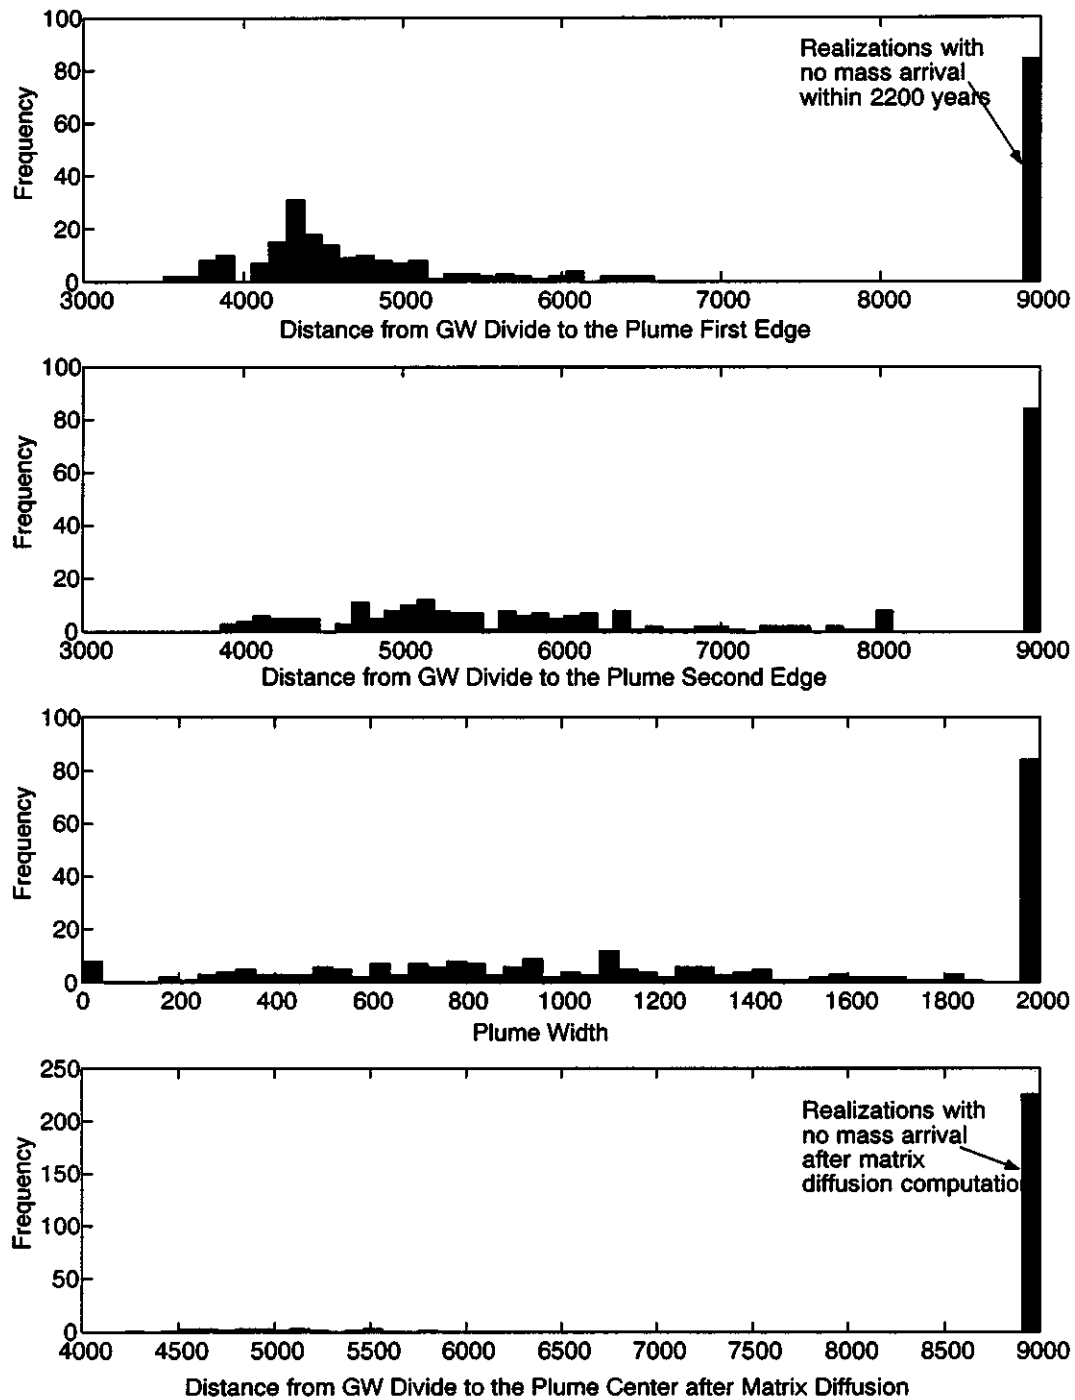 100
80
60
40
20
0
Frequency
Realizations with
no mass arrival
within 2200 years
3000 4000 5000 6000 7000 8000 9000
Distance from GW Divide to the Plume First Edge
100
80
60
40
20
0
Frequency
3000 4000 5000 6000 7000 8000 9000
Distance from GW Divide to the Plume Second Edge
100
80
60
40
20
0
Frequency
0 200 400 600 800 1000 1200 1400 1600 1800 2000
Plume Width
250
200
150
100
50
0
Frequency
Realizations with
no mass arrival
after matrix
diffusion computatio
4000 4500 5000 5500 6000 6500 7000 7500 8000 8500 9000
Distance from GW Divide to the Plume Center after Matrix Diffusion